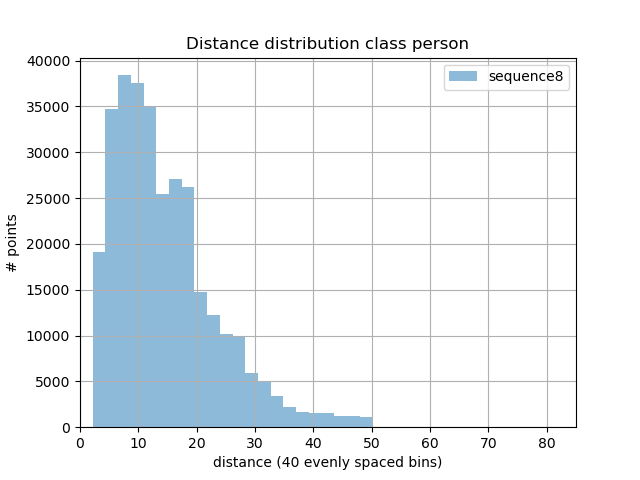 Distance distribution class person
sequence8
# points
40000
35000
30000
25000
20000
15000
10000
5000
0
0 10 20 30 40 50 60 70 80
distance (40 evenly spaced bins)